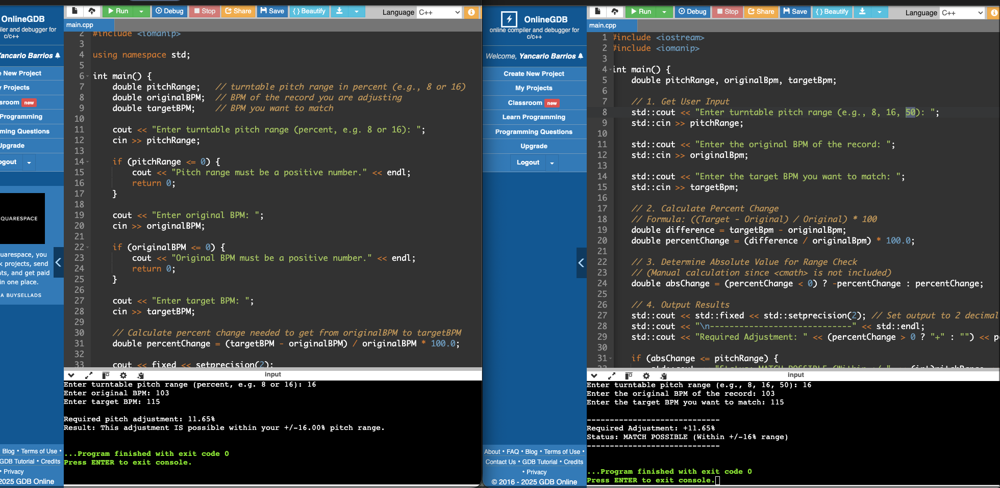 Run
Debug
Stop
Share
Save
{ } Beautify
Language C++
OnlineGDB
iler and debugger for
c/c++
ancarlo Barrios
e New Project
y Projects
sroom new
Programming
ming Questions
Upgrade
ogout
QUARESPACE
uarespace, you
k projects, send
nts, and get paid
in one place.
A BUYSELLADS
Blog • Terms of Use •
GDB Tutorial • Credits
• Privacy
2025 GDB Online
main.cpp
2 #include <iomanip>
3
4 using namespace std;
5
6 int main() {
7 double pitchRange; // turntable pitch range in percent (e.g., 8 or 16)
8 double originalBPM; // BPM of the record you are adjusting
9 double targetBPM; // BPM you want to match
10
11 cout << "Enter turntable pitch range (percent, e.g. 8 or 16): ";
12 cin >> pitchRange;
13
14 if (pitchRange <= 0) {
15 cout << "Pitch range must be a positive number." << endl;
16 return 0;
17 }
18
19 cout << "Enter original BPM: ";
20 cin >> originalBPM;
21
22 if (originalBPM <= 0) {
23 cout << "Original BPM must be a positive number." << endl;
24 return 0;
25 }
26
27 cout << "Enter target BPM: ";
28 cin >> targetBPM;
29
30 // Calculate percent change needed to get from originalBPM to targetBPM
31 double percentChange = (targetBPM - originalBPM) / originalBPM * 100.0;
32
33 cout << fixed << setprecision(2);
input
Enter turntable pitch range (percent, e.g. 8 or 16): 16
Enter original BPM: 103
Enter target BPM: 115
Required pitch adjustment: 11.65%
Result: This adjustment IS possible within your +/-16.00% pitch range.
...Program finished with exit code 0
Press ENTER to exit console.
OnlineGDB
online compiler and debugger for
c/c++
Welcome, Yancarlo Barrios
Create New Project
My Projects
Classroom new
Learn Programming
Programming Questions
Upgrade
Logout
About • FAQ • Blog • Terms of Use •
Contact Us • GDB Tutorial • Credits
• Privacy
© 2016 - 2025 GDB Online
Run
Debug
Stop
Share
Save
{ } Beautify
Language C++
main.cpp
1 #include <iostream>
2 #include <iomanip>
3
4 int main() {
5 double pitchRange, originalBpm, targetBpm;
6
7 // 1. Get User Input
8 std::cout << "Enter turntable pitch range (e.g., 8, 16, 50): ";
9 std::cin >> pitchRange;
10
11 std::cout << "Enter the original BPM of the record: ";
12 std::cin >> originalBpm;
13
14 std::cout << "Enter the target BPM you want to match: ";
15 std::cin >> targetBpm;
16
17 // 2. Calculate Percent Change
18 // Formula: ((Target - Original) / Original) * 100
19 double difference = targetBpm - originalBpm;
20 double percentChange = (difference / originalBpm) * 100.0;
21
22 // 3. Determine Absolute Value for Range Check
23 // (Manual calculation since <cmath> is not included)
24 double absChange = (percentChange < 0) ? -percentChange : percentChange;
25
26 // 4. Output Results
27 std::cout << std::fixed << std::setprecision(2); // Set output to 2 decimal
28 std::cout << "\n-----------------------------" << std::endl;
29 std::cout << "Required Adjustment: " << (percentChange > 0 ? "+" : "") << p
30
31 if (absChange <= pitchRange) {
input
Enter turntable pitch range (e.g., 8, 16, 50): 16
Enter the original BPM of the record: 103
Enter the target BPM you want to match: 115
-----------------------------
Required Adjustment: +11.65%
Status: MATCH POSSIBLE (Within +/-16% range)
-----------------------------
...Program finished with exit code 0
Press ENTER to exit console.